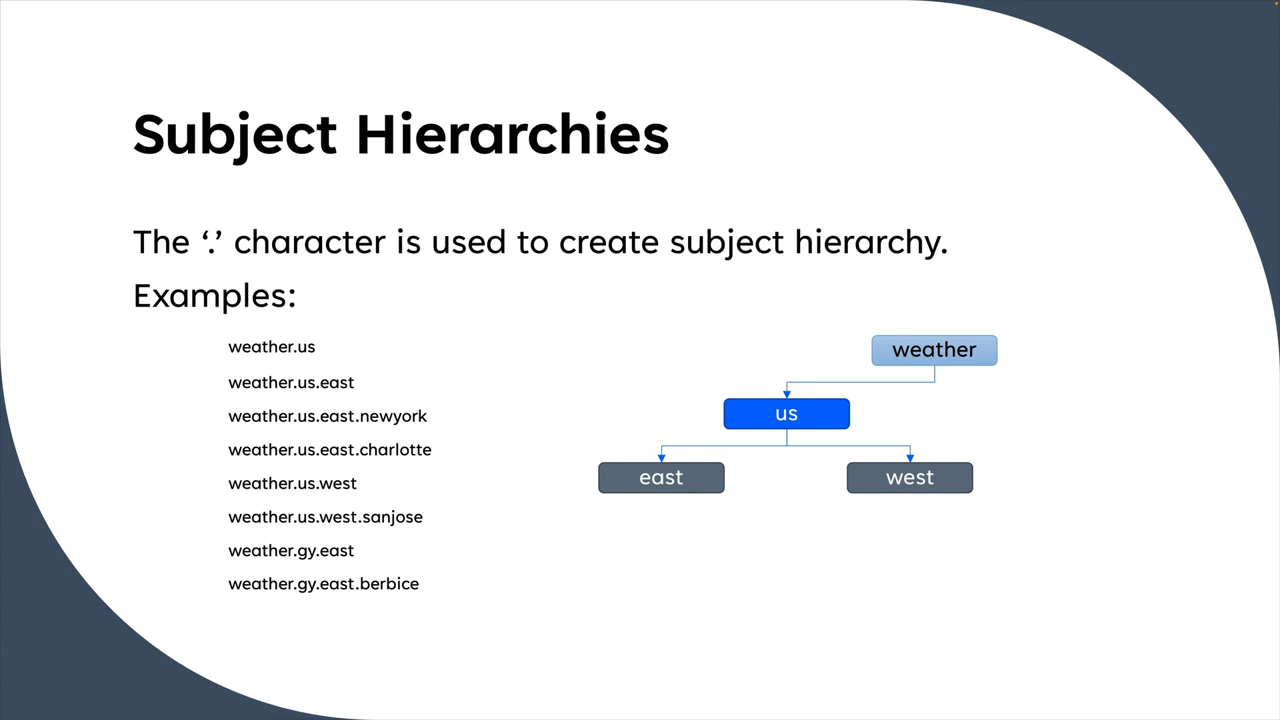 Subject Hierarchies
The ‘.’ character is used to create subject hierarchy.
Examples:
weather.us
weather.us.east
weather.us.east.newyork
weather.us.east.charlotte
weather.us.west
weather.us.west.sanjose
weather.gy.east
weather.gy.east.berbice
weather
us
east
west